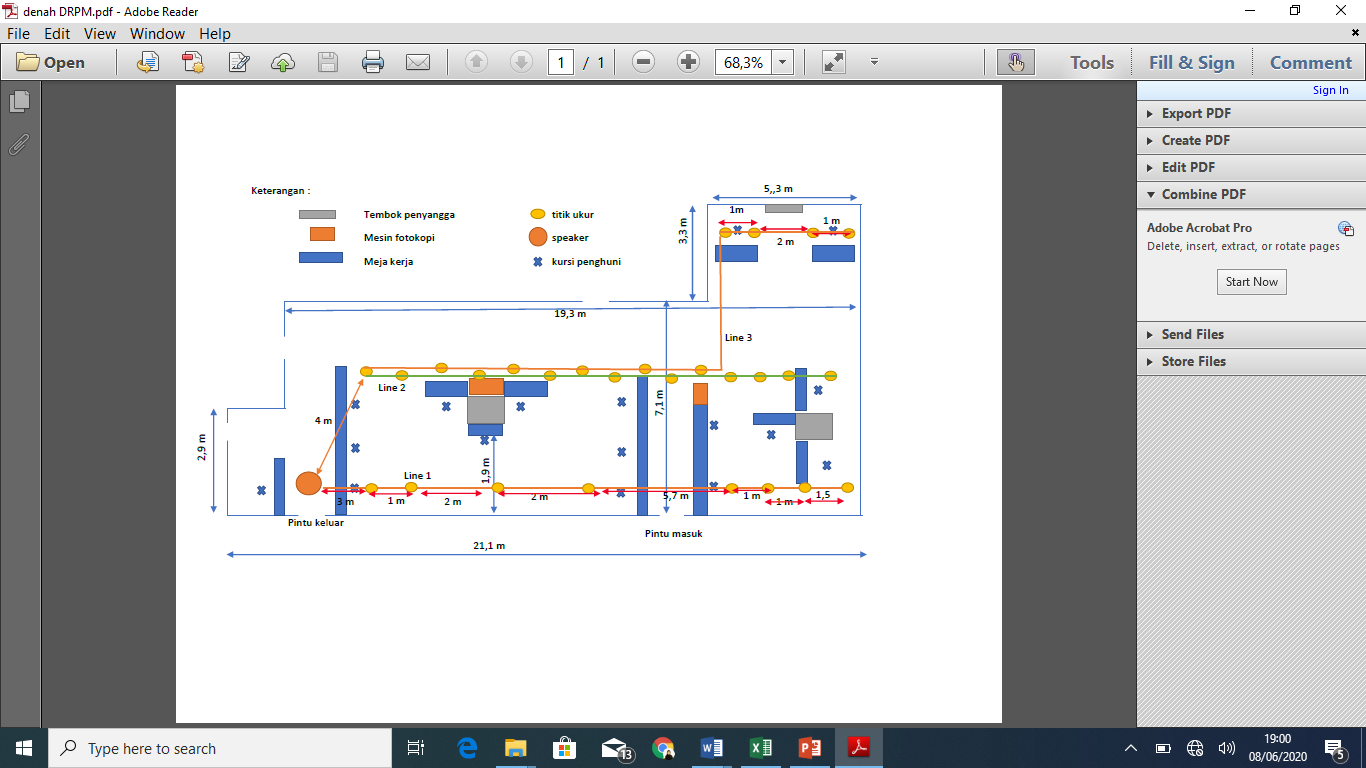 denah DRPM.pdf - Adobe Reader
File Edit View Window Help
Open
1 / 1
68,3%
Tools Fill & Sign Comment
Sign In
Export PDF
Create PDF
Edit PDF
Combine PDF
Adobe Acrobat Pro
Delete, insert, extract, or rotate pages
Start Now
Send Files
Store Files
Keterangan :
Tembok penyangga
Mesin fotokopi
Meja kerja
titik ukur
speaker
kursi penghuni
5,,3 m
1m
1 m
2 m
3,3 m
19,3 m
Line 3
7,1 m
Line 2
4 m
2,9 m
1,9 m
Line 1
3 m
1 m
2 m
2 m
5,7 m
1 m
1 m
1,5
Pintu keluar
Pintu masuk
21,1 m
Type here to search
13
19:00
08/06/2020
5